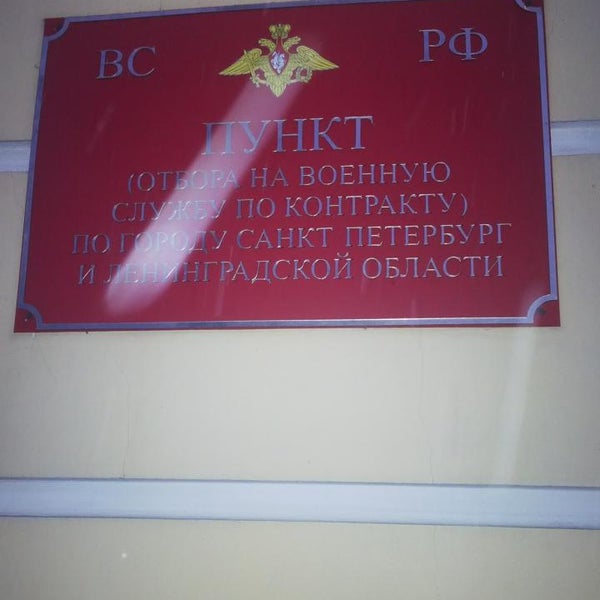 ВС РФ
ПУНКТ
(ОТБОРА НА ВОЕННУЮ
СЛУЖБУ ПО КОНТРАКТУ)
ПО ГОРОДУ САНКТ ПЕТЕРБУРГ
И ЛЕНИНГРАДСКОЙ ОБЛАСТИ